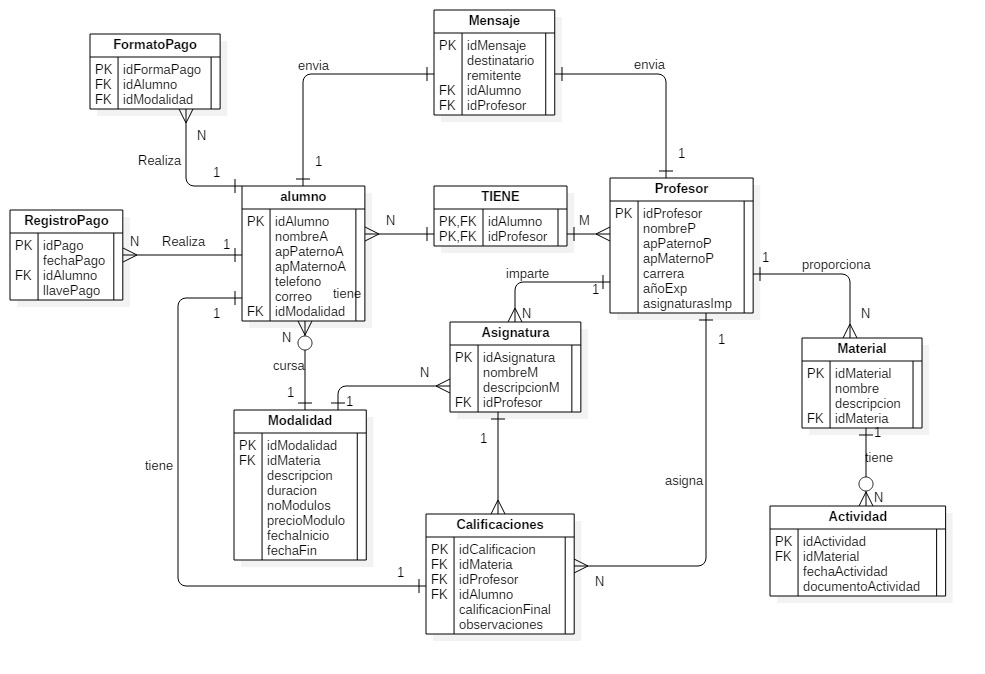 Mensaje
PK idMensaje
destinatario
remitente
FK idAlumno
FK idProfesor
FormatoPago
PK idFormaPago
FK idAlumno
FK idModalidad
envia
envia
N
Realiza
1
1
1
alumno
PK idAlumno
nombreA
apPaternoA
apMaternoA
telefono
correo
FK idModalidad
tiene
TIENE
PK,FK idAlumno
PK,FK idProfesor
N
M
Profesor
PK idProfesor
nombreP
apPaternoP
apMaternoP
carrera
añoExp
asignaturasImp
RegistroPago
PK idPago
fechaPago
FK idAlumno
llavePago
N
Realiza
1
1
imparte
1
N
1
proporciona
N
1
Asignatura
PK idAsignatura
nombreM
descripcionM
FK idProfesor
Material
PK idMaterial
nombre
descripcion
FK idMateria
N
cursa
1
1
N
Modalidad
PK idModalidad
FK idMateria
descripcion
duracion
noModulos
precioModulo
fechaInicio
fechaFin
1
tiene
asigna
1
tiene
N
Calificaciones
PK idCalificacion
FK idMateria
FK idProfesor
FK idAlumno
calificacionFinal
observaciones
1
N
Actividad
PK idActividad
FK idMaterial
fechaActividad
documentoActividad